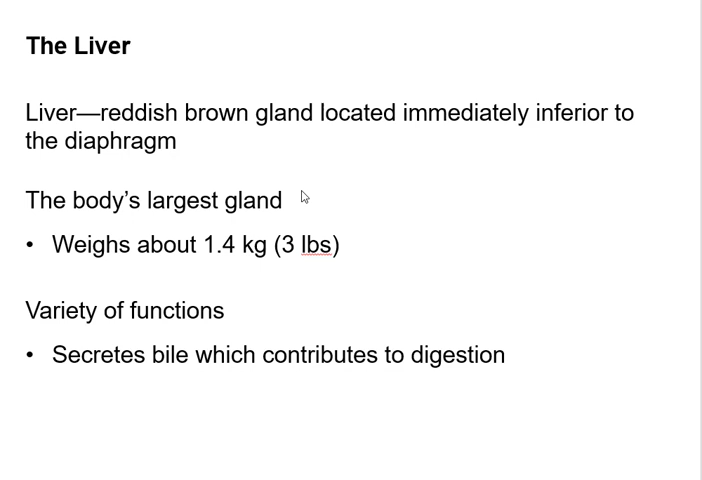 The Liver
Liver—reddish brown gland located immediately inferior to
the diaphragm
The body’s largest gland
• Weighs about 1.4 kg (3 lbs)
Variety of functions
• Secretes bile which contributes to digestion